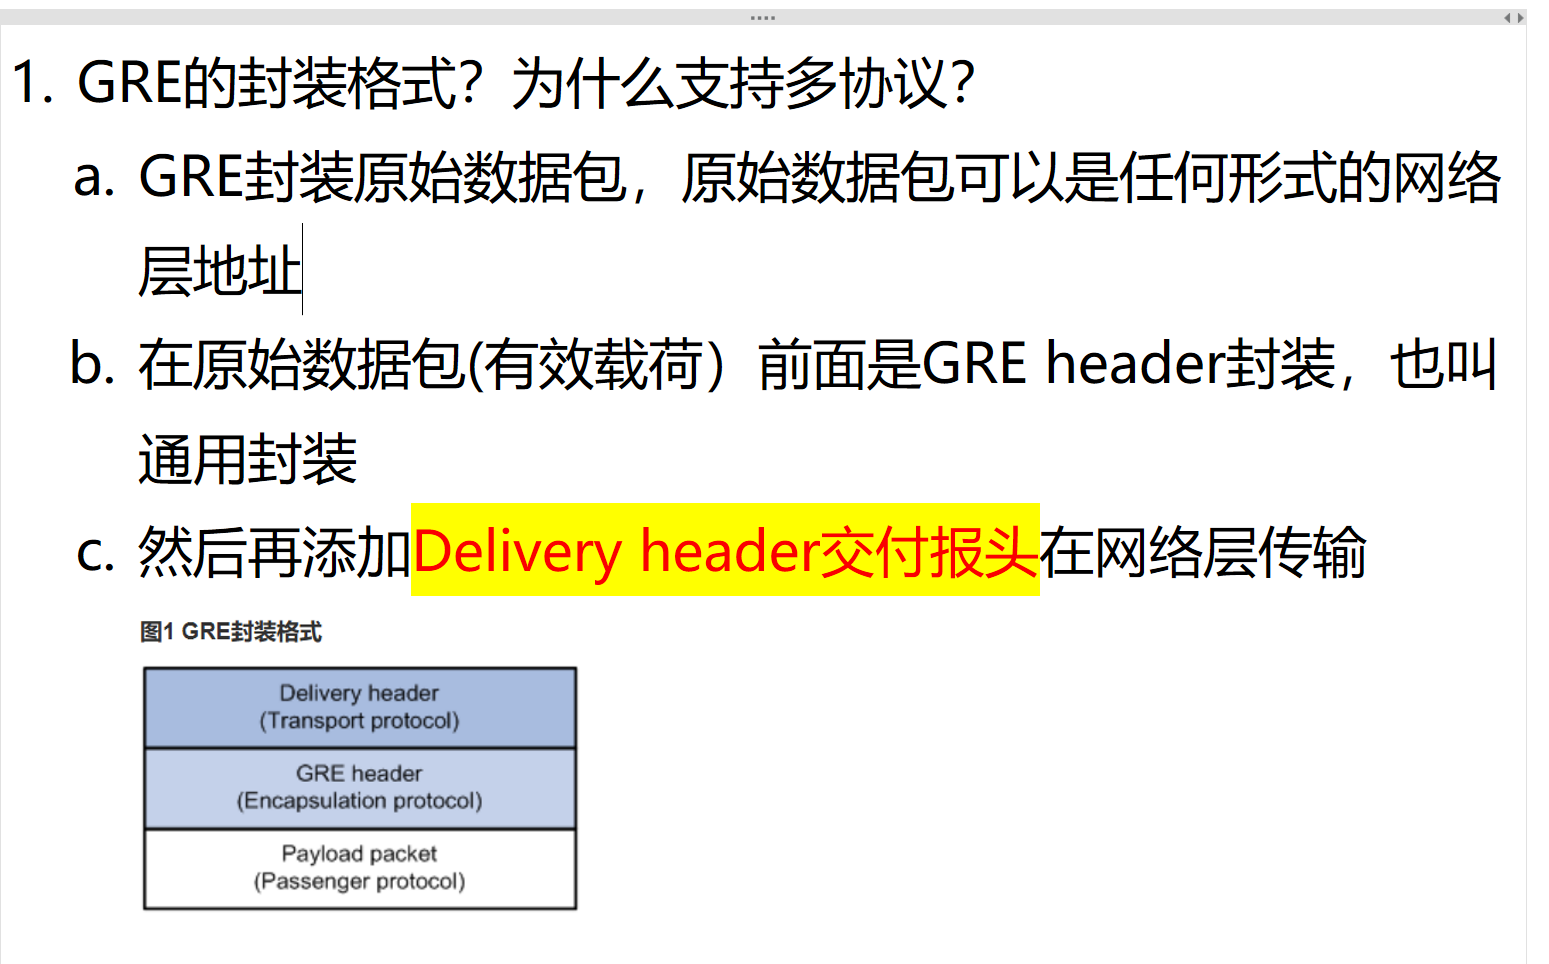 1. GRE的封装格式？为什么支持多协议？
a. GRE封装原始数据包，原始数据包可以是任何形式的网络
层地址
b. 在原始数据包(有效载荷）前面是GRE header封装，也叫
通用封装
c. 然后再添加Delivery header交付报头在网络层传输
图1 GRE封装格式
Delivery header
(Transport protocol)
GRE header
(Encapsulation protocol)
Payload packet
(Passenger protocol)